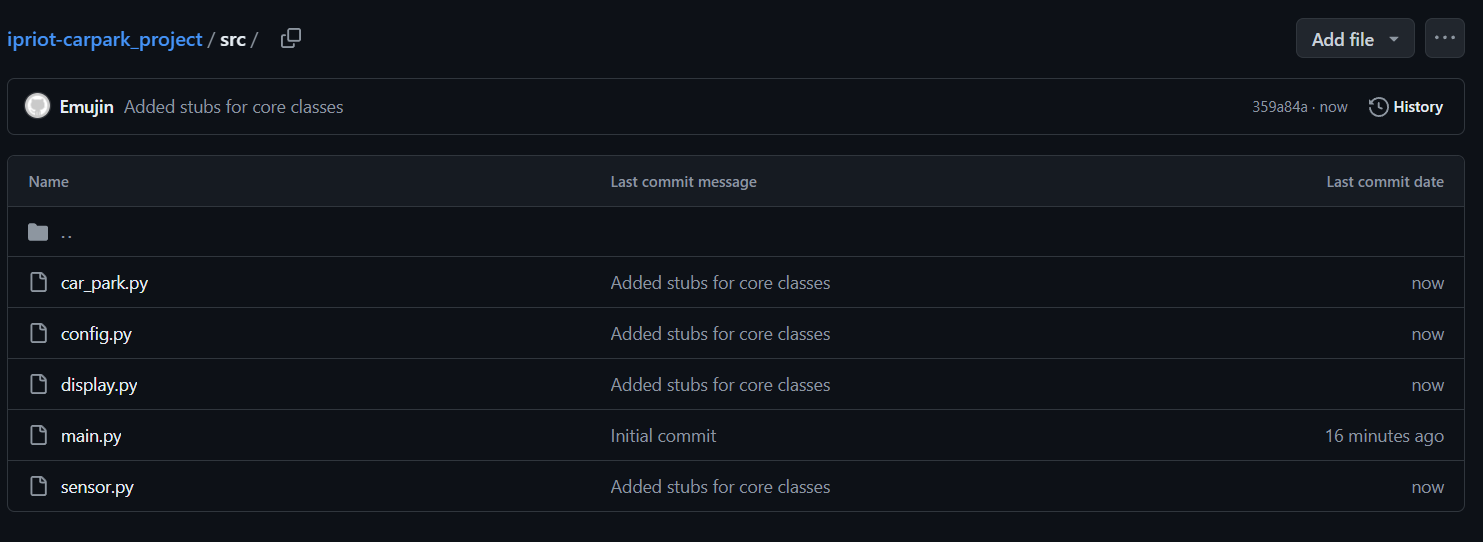 ipriot-carpark_project / src / Add file ...
Emujin Added stubs for core classes 359a84a · now History
Name Last commit message Last commit date
..
car_park.py Added stubs for core classes now
config.py Added stubs for core classes now
display.py Added stubs for core classes now
main.py Initial commit 16 minutes ago
sensor.py Added stubs for core classes now